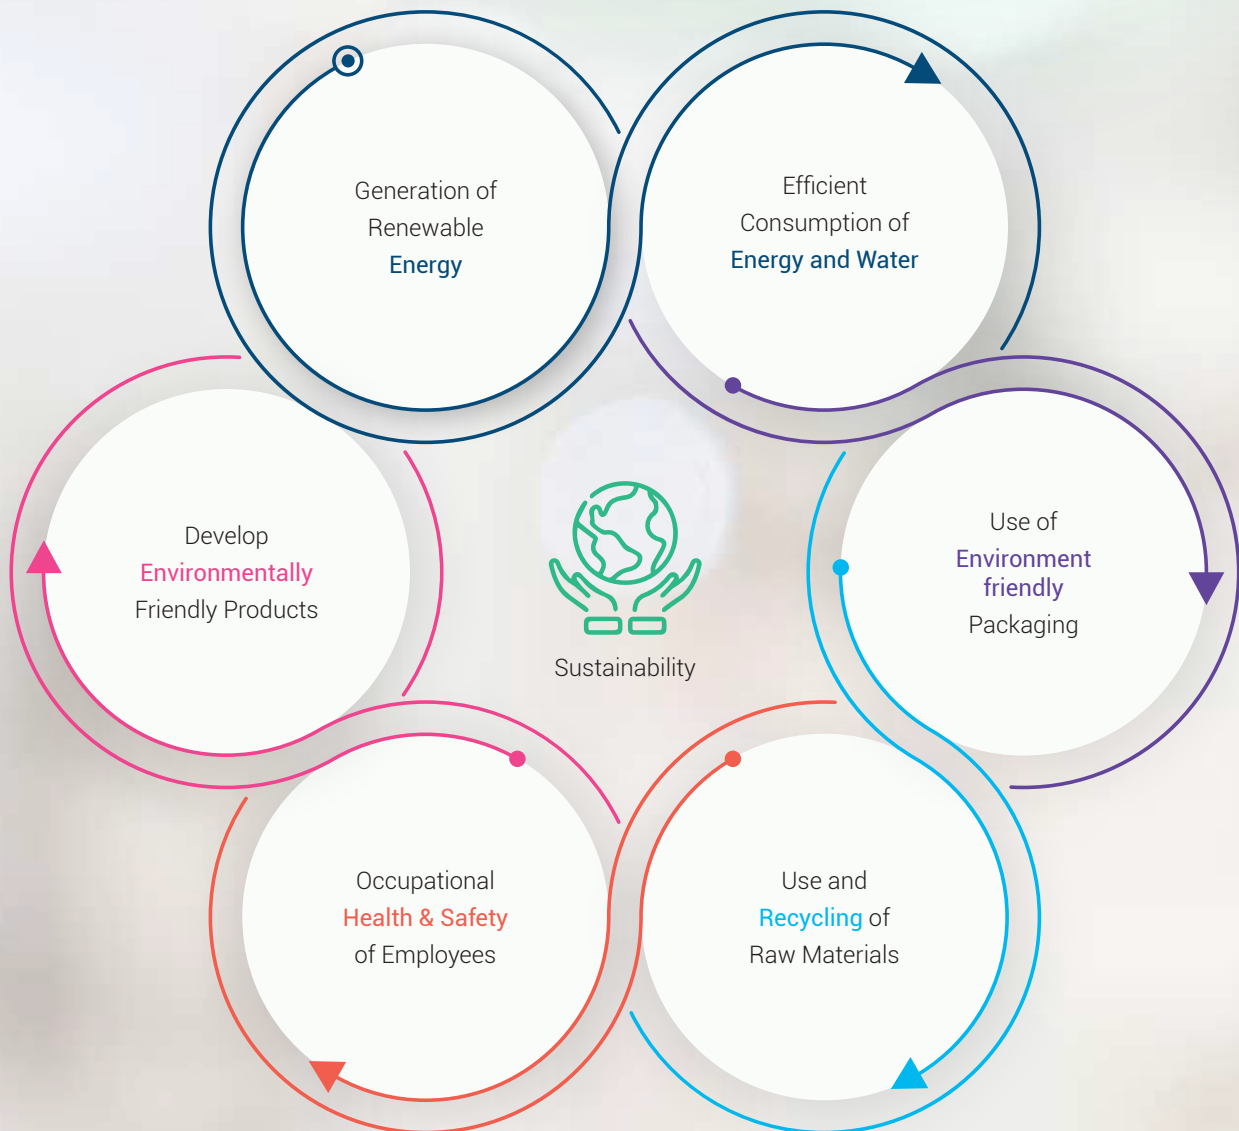 Generation of
Renewable
Energy
Efficient
Consumption of
Energy and Water
Use of
Environment
friendly
Packaging
Use and
Recycling of
Raw Materials
Occupational
Health & Safety
of Employees
Develop
Environmentally
Friendly Products
Sustainability